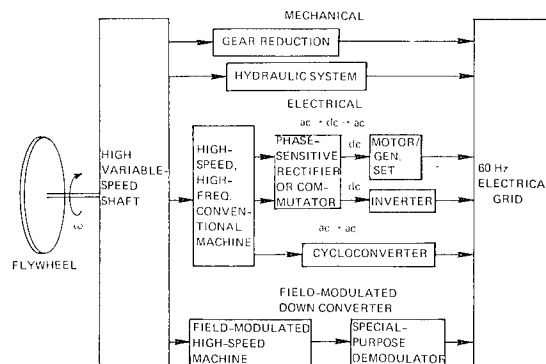 MECHANICAL
GEAR REDUCTION
HYDRAULIC SYSTEM
ELECTRICAL
ac → dc → ac
HIGH
VARIABLE-
SPEED
SHAFT
HIGH-
SPEED,
HIGH-
FREQ.
CONVEN-
TIONAL
MACHINE
PHASE-
SENSITIVE
RECTIFIER
OR COM-
MUTATOR
dc
MOTOR/
GEN.
SET
dc
INVERTER
60 Hz
ELECTRICA
GRID
ω
FLYWHEEL
ac → ac
CYCLOCONVERTER
FIELD-MODULATED
DOWN CONVERTER
FIELD-MODULATED
HIGH-SPEED
MACHINE
SPECIAL-
PURPOSE
DEMODULATOR